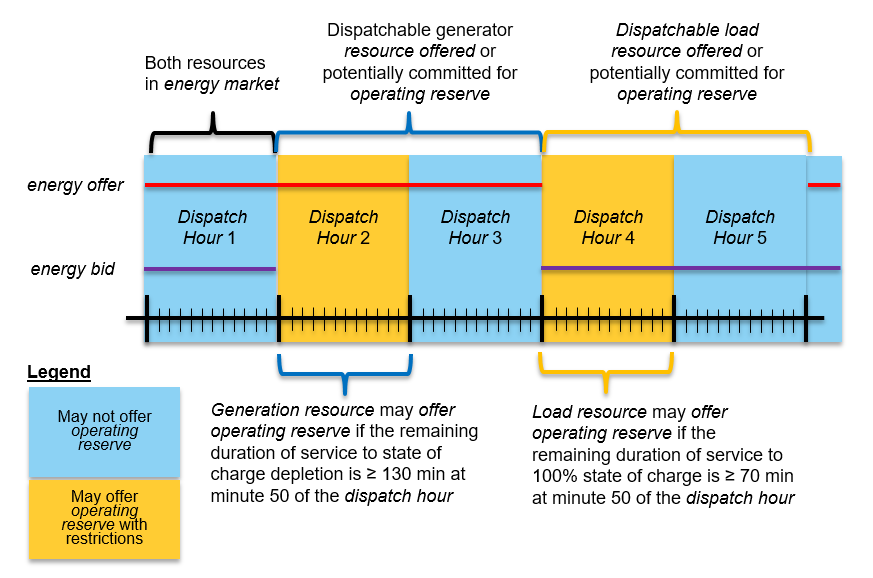 Both resources
in energy market
Dispatchable generator
resource offered or
potentially committed for
operating reserve
Dispatchable load
resource offered or
potentially committed for
operating reserve
energy offer
Dispatch
Hour 1
Dispatch
Hour 2
Dispatch
Hour 3
Dispatch
Hour 4
Dispatch
Hour 5
energy bid
Legend
May not offer
operating
reserve
May offer
operating
reserve with
restrictions
Generation resource may offer
operating reserve if the remaining
duration of service to state of
charge depletion is ≥ 130 min at
minute 50 of the dispatch hour
Load resource may offer
operating reserve if the
remaining duration of service to
100% state of charge is ≥ 70 min
at minute 50 of the dispatch hour